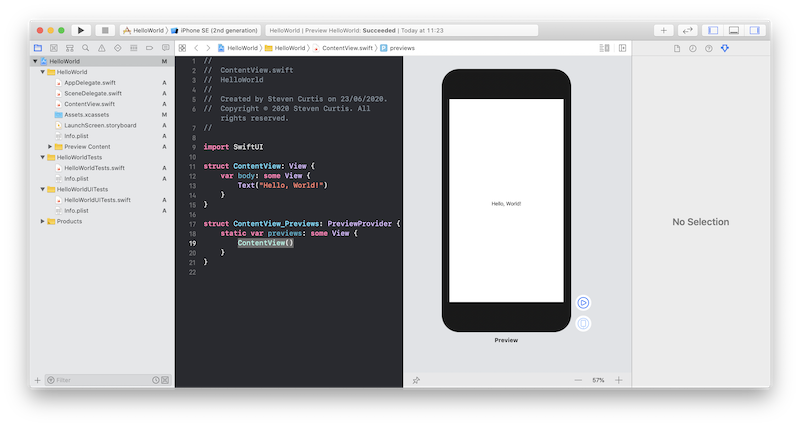 HelloWorld
iPhone SE (2nd generation)
HelloWorld | Preview HelloWorld: Succeeded | Today at 11:23
HelloWorld
HelloWorld
ContentView.swift
previews
HelloWorld M
HelloWorld
AppDelegate.swift A
SceneDelegate.swift A
ContentView.swift A
Assets.xcassets M
LaunchScreen.storyboard A
Info.plist A
Preview Content A
HelloWorldTests
HelloWorldTests.swift A
Info.plist A
HelloWorldUITests
HelloWorldUITests.swift A
Info.plist A
Products
Filter
1 //
2 //  ContentView.swift
3 //  HelloWorld
4 //
5 //  Created by Steven Curtis on 23/06/2020.
6 //  Copyright © 2020 Steven Curtis. All
rights reserved.
7 //
8
9 import SwiftUI
10
11 struct ContentView: View {
12     var body: some View {
13         Text("Hello, World!")
14     }
15 }
16
17 struct ContentView_Previews: PreviewProvider {
18     static var previews: some View {
19         ContentView()
20     }
21 }
22
Hello, World!
Preview
57%
No Selection